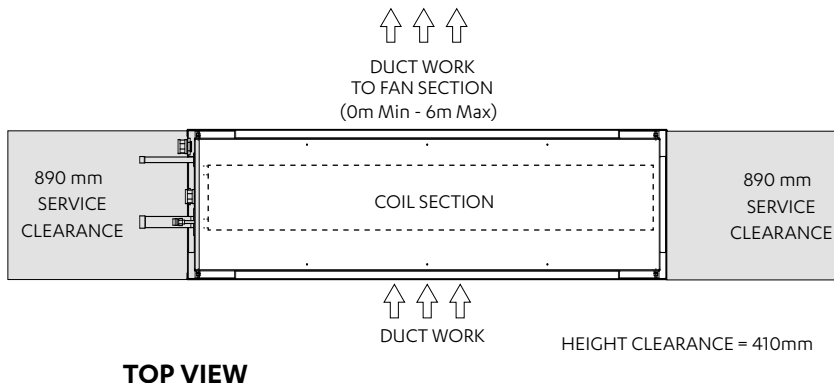 DUCT WORK
TO FAN SECTION
(0m Min - 6m Max)
890 mm
SERVICE
CLEARANCE
COIL SECTION
890 mm
SERVICE
CLEARANCE
DUCT WORK
HEIGHT CLEARANCE = 410mm
TOP VIEW